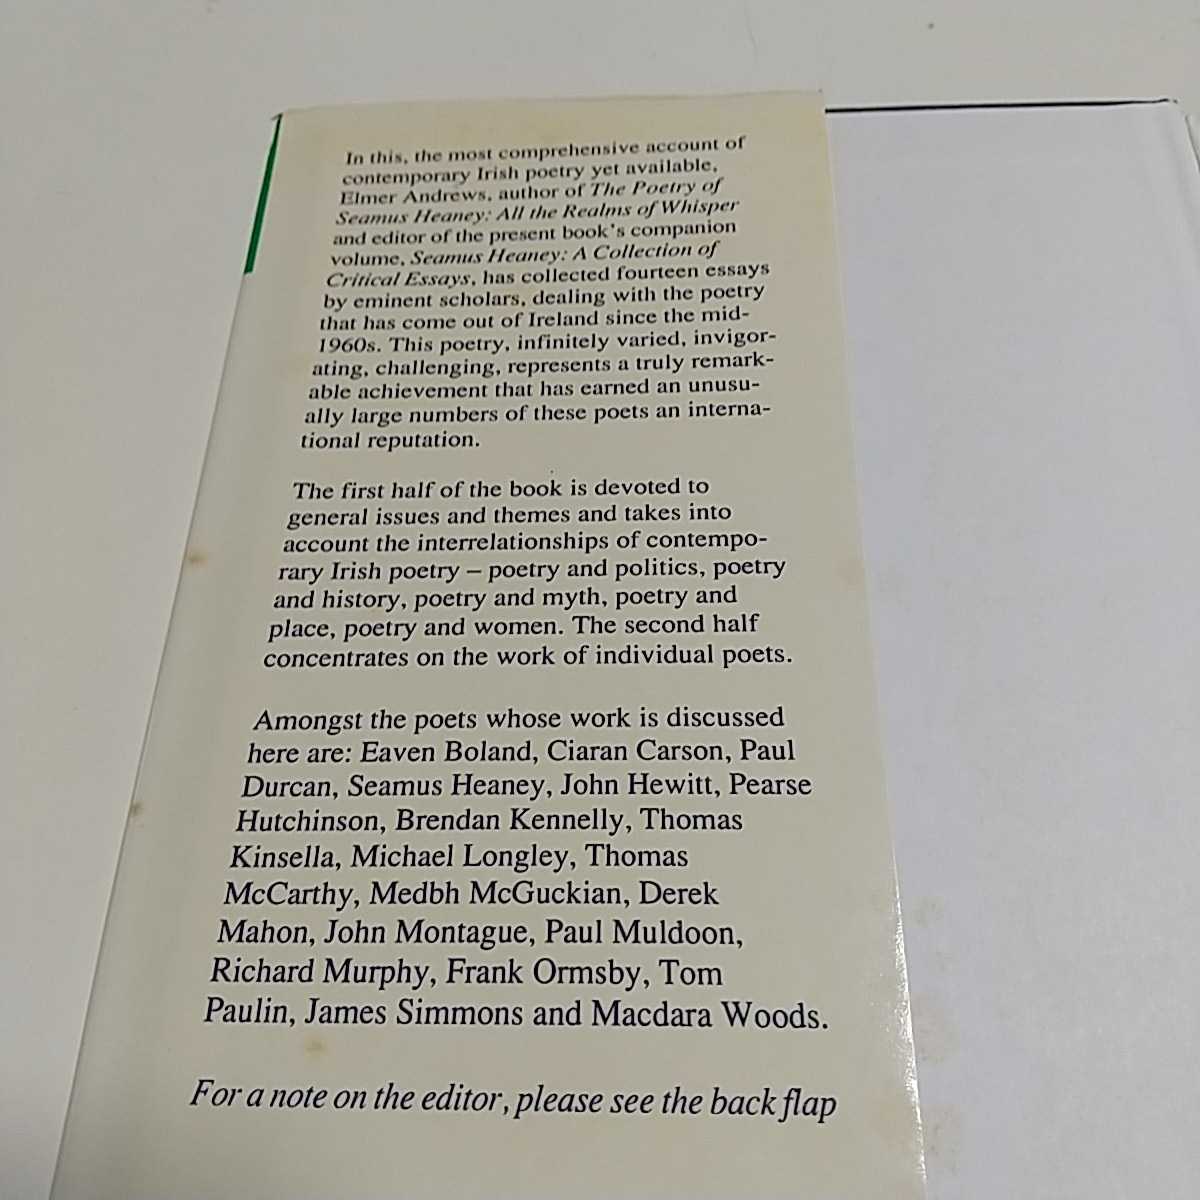 In this, the most comprehensive account of
contemporary Irish poetry yet available,
Elmer Andrews, author of The Poetry of
Seamus Heaney: All the Realms of Whisper
and editor of the present book's companion
volume, Seamus Heaney: A Collection of
Critical Essays, has collected fourteen essays
by eminent scholars, dealing with the poetry
that has come out of Ireland since the mid-
1960s. This poetry, infinitely varied, invigor-
ating, challenging, represents a truly remark-
able achievement that has earned an unusu-
ally large numbers of these poets an interna-
tional reputation.
The first half of the book is devoted to
general issues and themes and takes into
account the interrelationships of contempo-
rary Irish poetry – poetry and politics, poetry
and history, poetry and myth, poetry and
place, poetry and women. The second half
concentrates on the work of individual poets.
Amongst the poets whose work is discussed
here are: Eaven Boland, Ciaran Carson, Paul
Durcan, Seamus Heaney, John Hewitt, Pearse
Hutchinson, Brendan Kennelly, Thomas
Kinsella, Michael Longley, Thomas
McCarthy, Medbh McGuckian, Derek
Mahon, John Montague, Paul Muldoon,
Richard Murphy, Frank Ormsby, Tom
Paulin, James Simmons and Macdara Woods.
For a note on the editor, please see the back flap